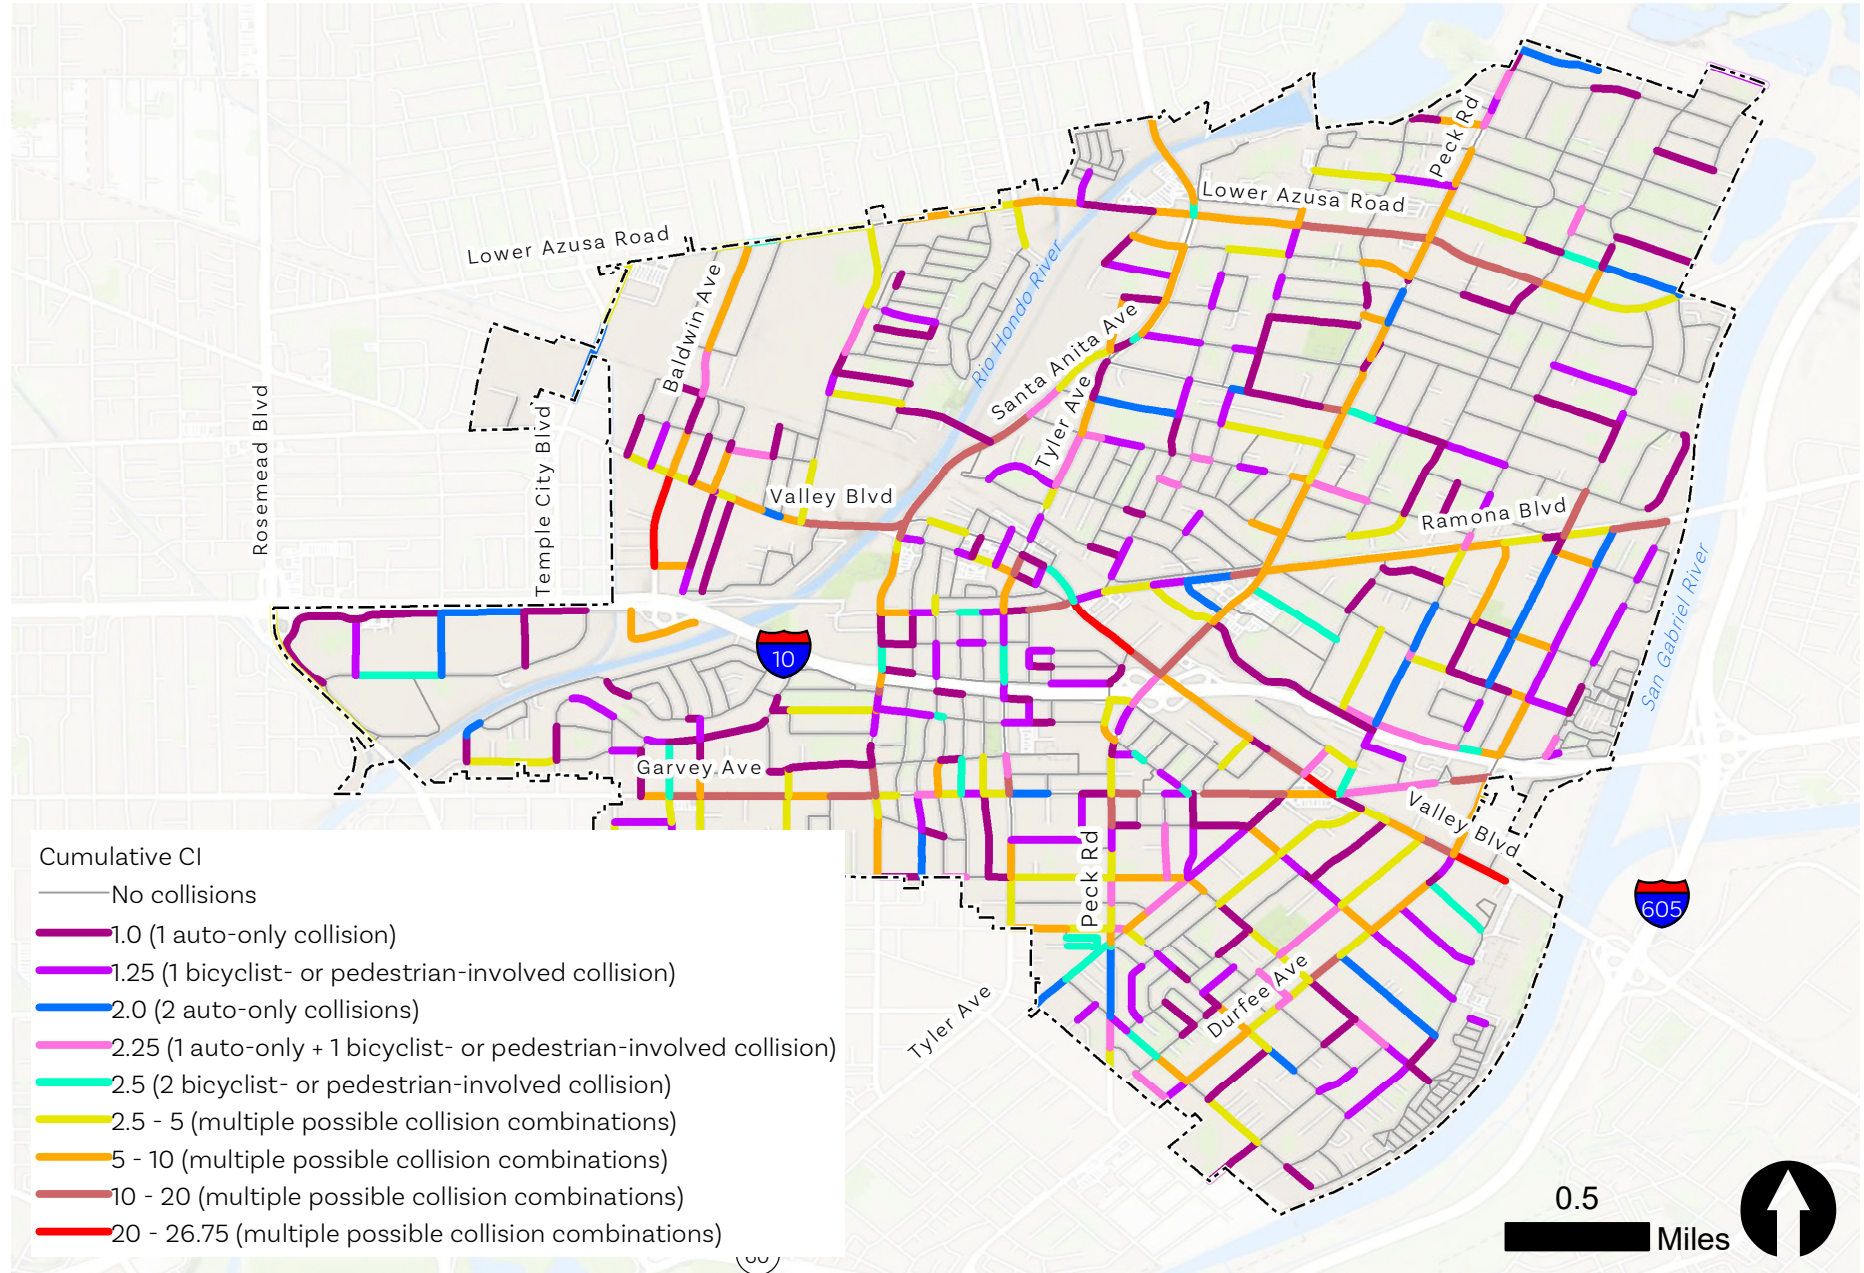 Peck Rd
Lower Azusa Road
Lower Azusa Road
Baldwin Ave
Rio Hondo River
Santa Anita Ave
Tyler Ave
Rosemead Blvd
Temple City Blvd
Valley Blvd
Ramona Blvd
San Gabriel River
10
Garvey Ave
Valley Blvd
Peck Rd
605
Durfee Ave
Tyler Ave
Cumulative CI
No collisions
1.0 (1 auto-only collision)
1.25 (1 bicyclist- or pedestrian-involved collision)
2.0 (2 auto-only collisions)
2.25 (1 auto-only + 1 bicyclist- or pedestrian-involved collision)
2.5 (2 bicyclist- or pedestrian-involved collision)
2.5 - 5 (multiple possible collision combinations)
5 - 10 (multiple possible collision combinations)
10 - 20 (multiple possible collision combinations)
20 - 26.75 (multiple possible collision combinations)
0.5
Miles